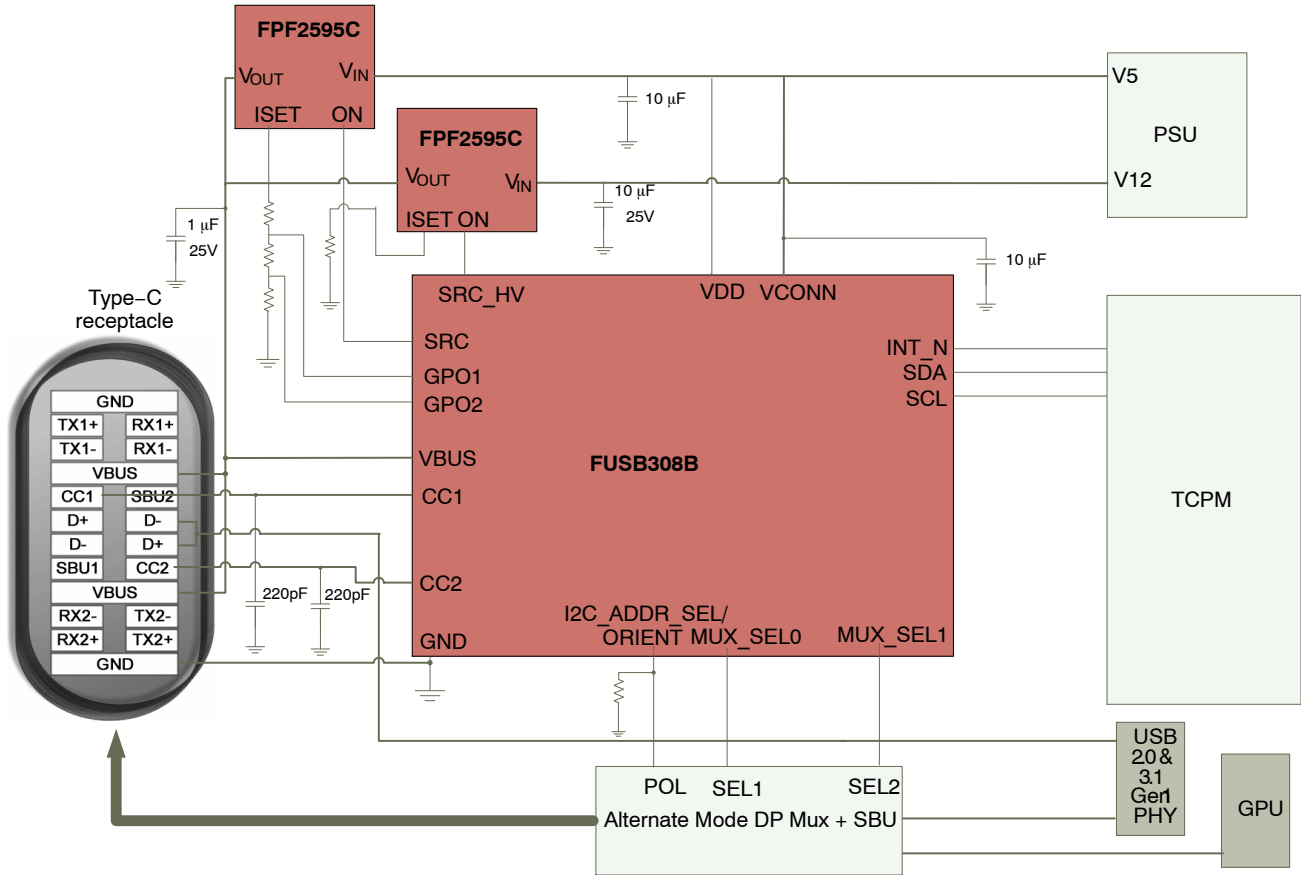 FPF2595C
VOUT
VIN
ISET
ON
FPF2595C
VOUT
VIN
ISET ON
10 µF
V5
PSU
V12
10 µF
25V
1 µF
25V
10 µF
Type−C
receptacle
GND
TX1+ RX1+
TX1- RX1-
VBUS
CC1 SBU2
D+ D-
D- D+
SBU1 CC2
VBUS
RX2- TX2-
RX2+ TX2+
GND
220pF
220pF
SRC_HV
VDD
VCONN
SRC
GPO1
GPO2
VBUS
CC1
CC2
GND
FUSB308B
INT_N
SDA
SCL
I2C_ADDR_SEL/
ORIENT
MUX_SEL0
MUX_SEL1
TCPM
POL
SEL1
SEL2
Alternate Mode DP Mux + SBU
USB
2.0 &
3.1
Gen1
PHY
GPU